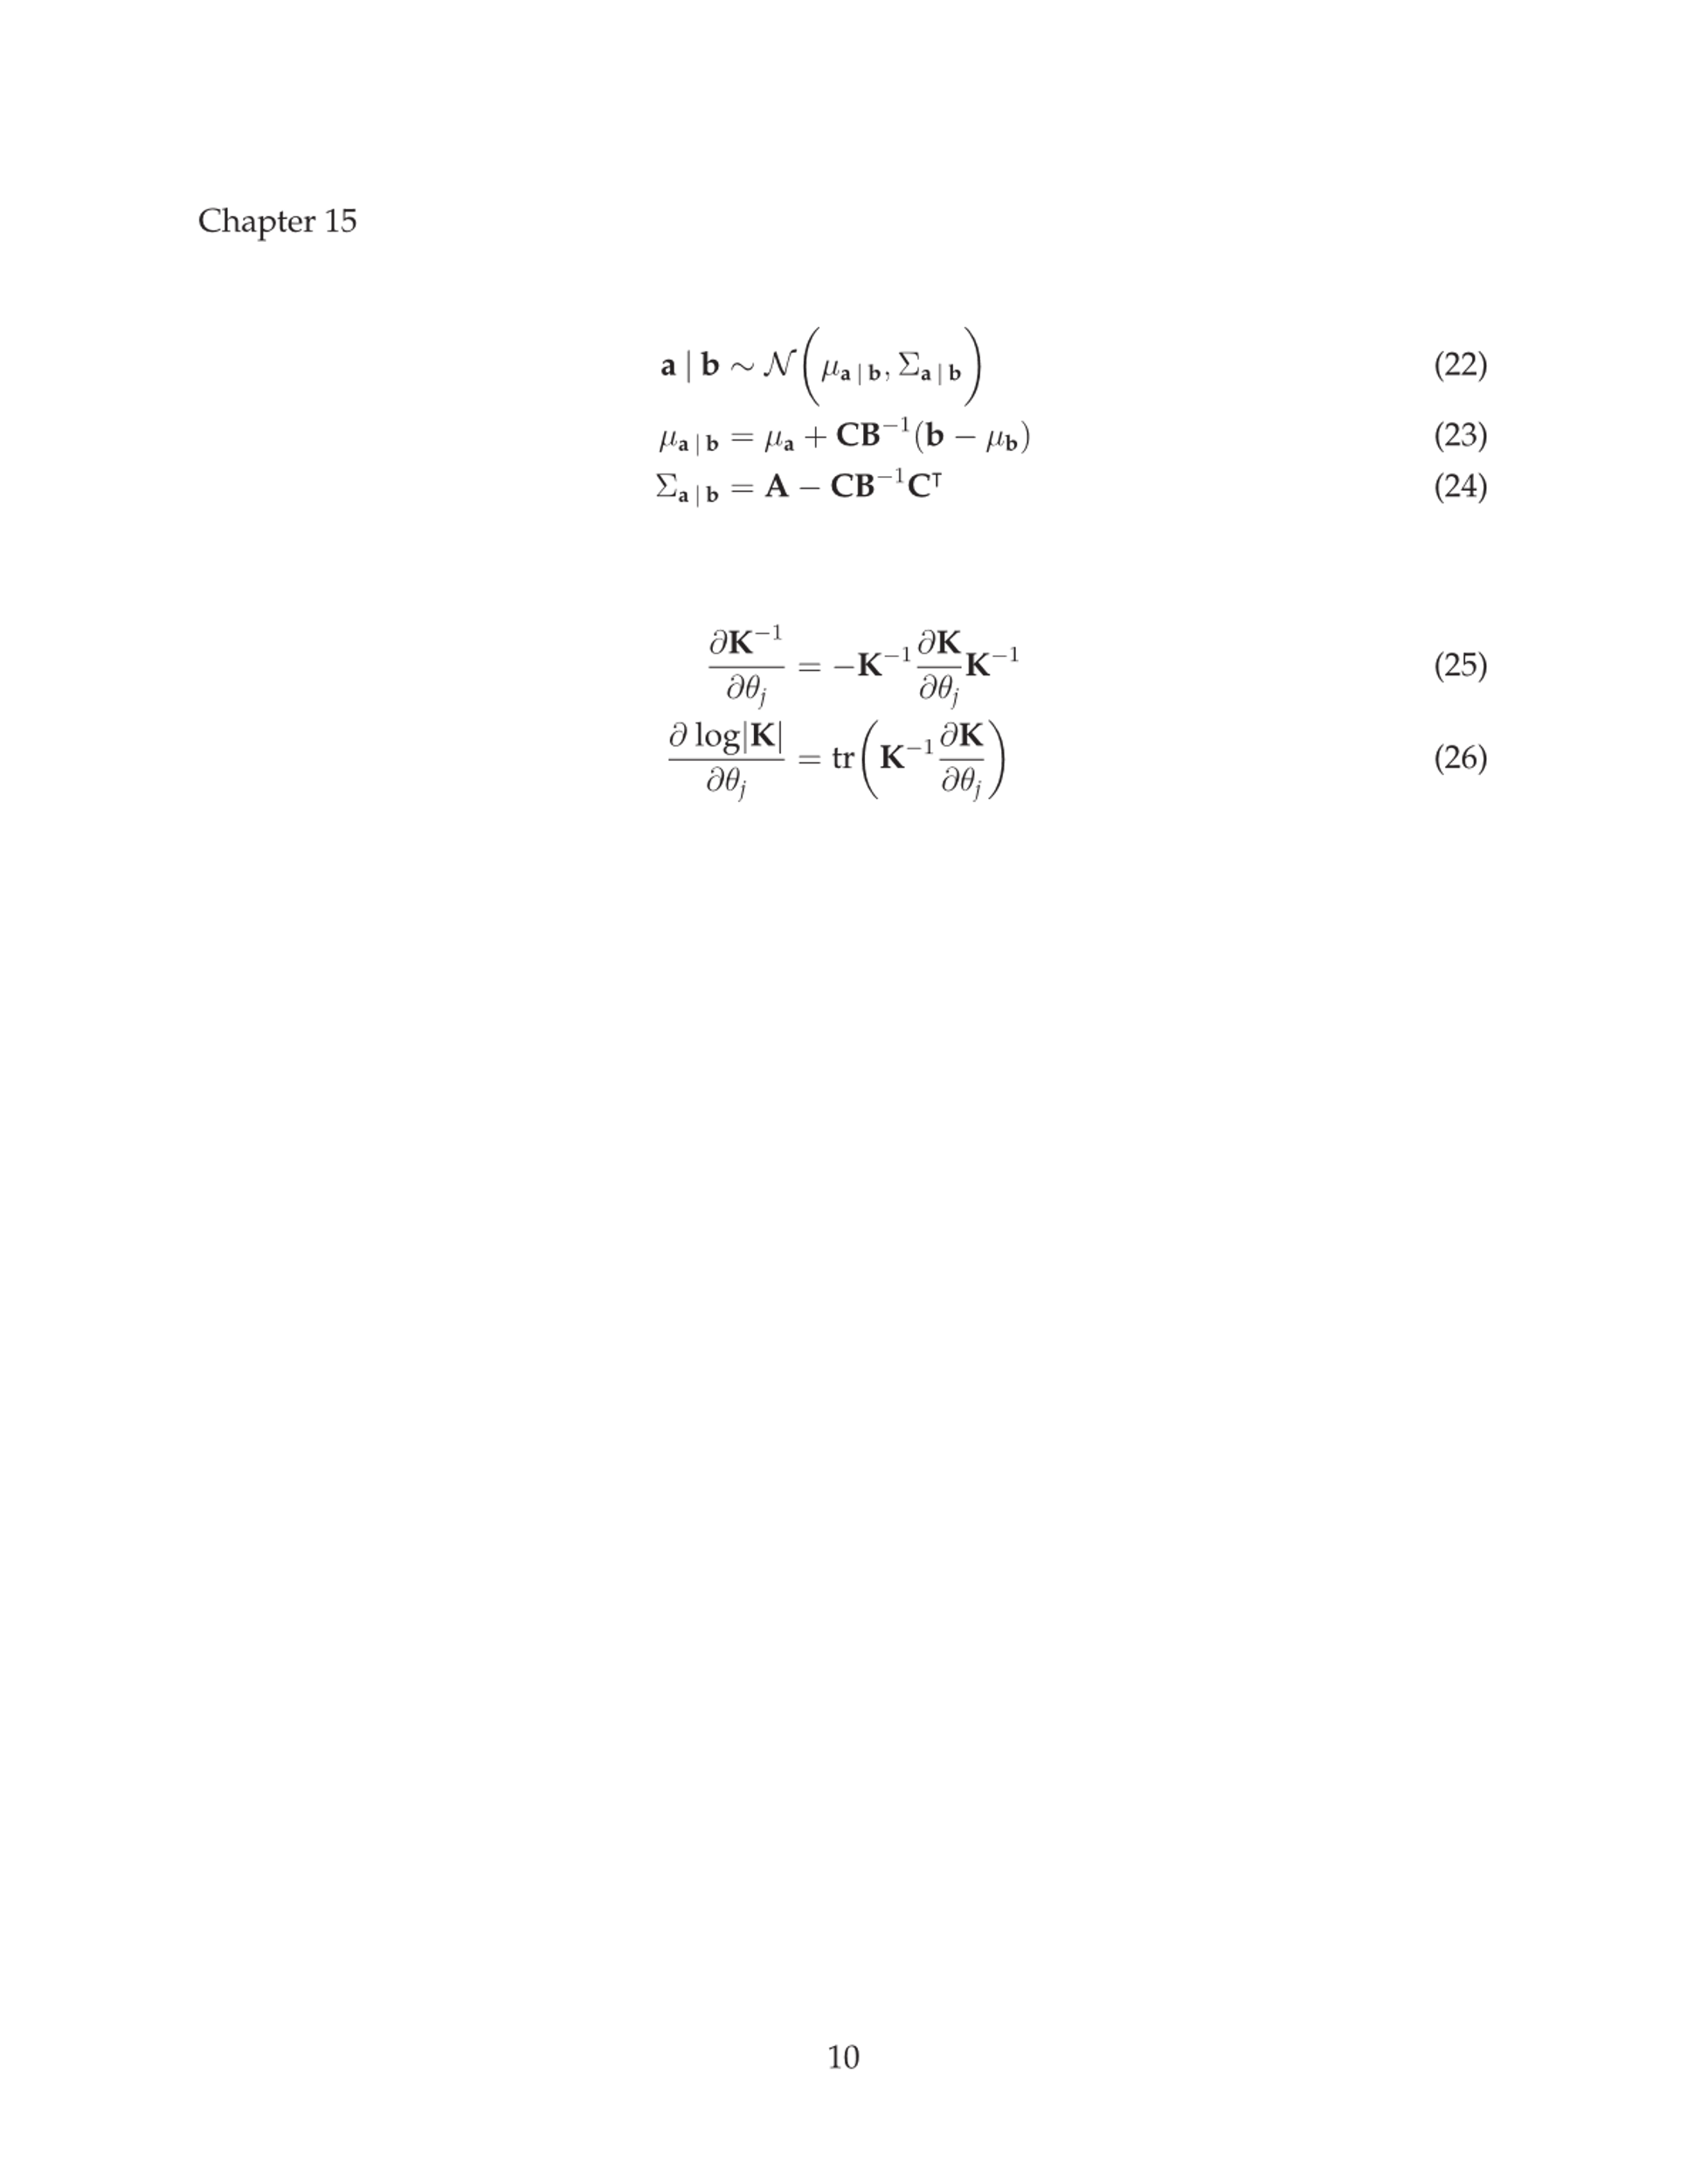 Chapter 15
𝐚 | 𝐛 ∼ 𝒩(μ_{𝐚 | 𝐛}, Σ_{𝐚 | 𝐛}) (22)
μ_{𝐚 | 𝐛} = μ_𝐚 + 𝐂𝐁⁻¹(𝐛 − μ_𝐛) (23)
Σ_{𝐚 | 𝐛} = 𝐀 − 𝐂𝐁⁻¹𝐂^⊤ (24)
∂𝐊⁻¹/∂θ_j = −𝐊⁻¹ ∂𝐊/∂θ_j 𝐊⁻¹ (25)
∂ log|𝐊|/∂θ_j = tr(𝐊⁻¹ ∂𝐊/∂θ_j) (26)
10